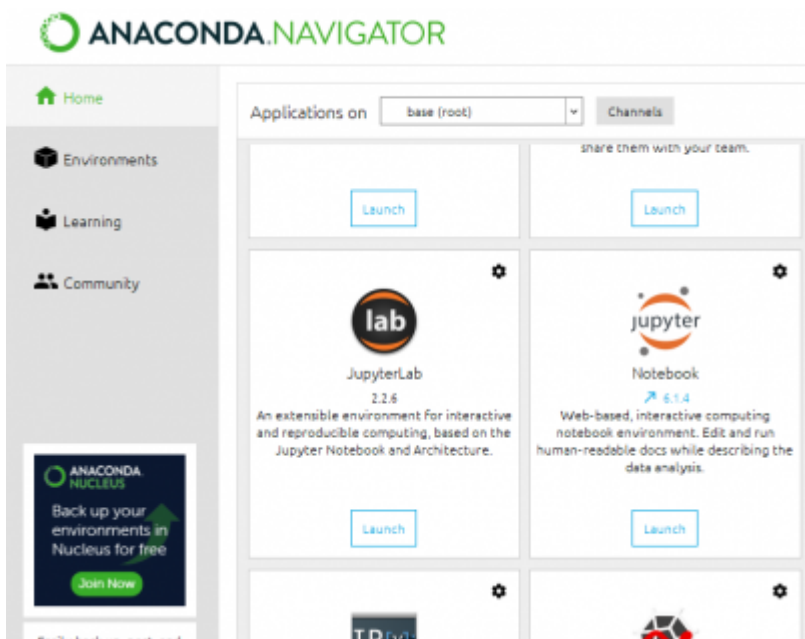 ANACONDA.NAVIGATOR
Home
Environments
Learning
Community
Applications on
base (root)
Channels
share them with your team.
Launch
Launch
lab
JupyterLab
2.2.6
An extensible environment for interactive
and reproducible computing, based on the
Jupyter Notebook and Architecture.
Launch
jupyter
Notebook
6.1.4
Web-based, interactive computing
notebook environment. Edit and run
human-readable docs while describing the
data analysis.
Launch
ANACONDA.
NUCLEUS
Back up your
environments in
Nucleus for free
Join Now